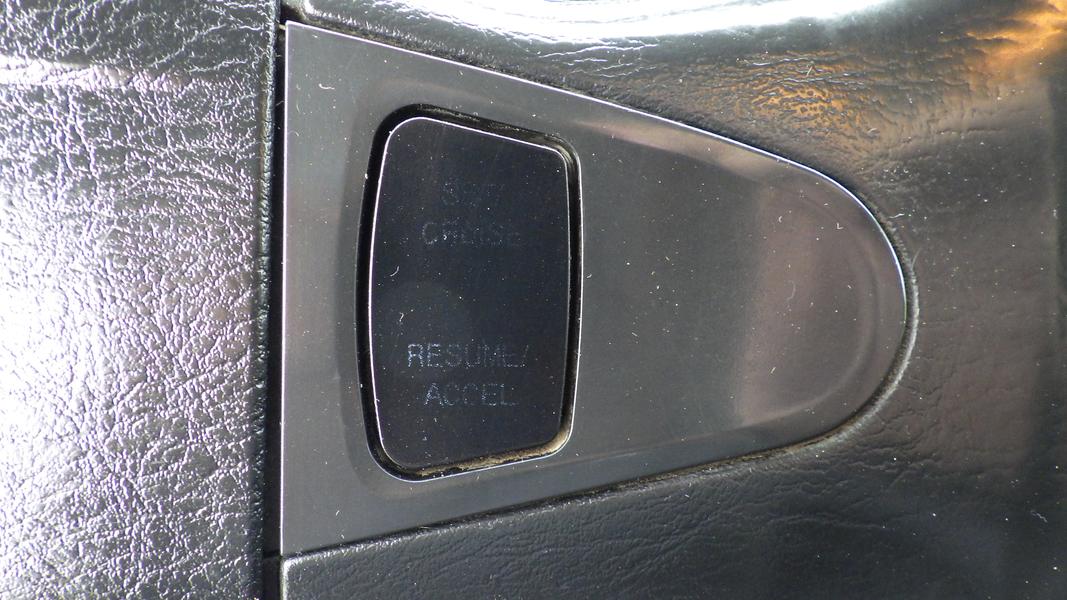 SET/
CRUISE
RESUME/
ACCEL